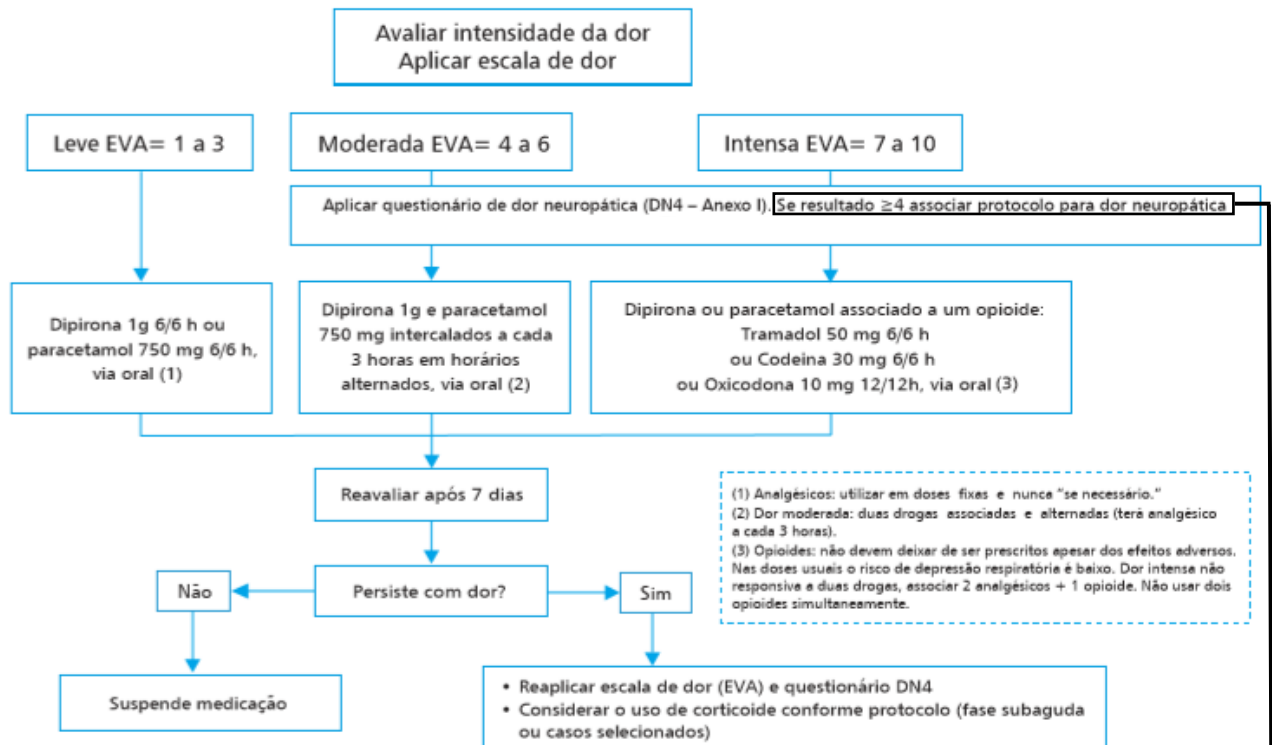 Avaliar intensidade da dor
Aplicar escala de dor
Leve EVA= 1 a 3
Moderada EVA= 4 a 6
Intensa EVA= 7 a 10
Aplicar questionário de dor neuropática (DN4 – Anexo I). Se resultado ≥4 associar protocolo para dor neuropática
Dipirona 1g 6/6 h ou
paracetamol 750 mg 6/6 h,
via oral (1)
Dipirona 1g e paracetamol
750 mg intercalados a cada
3 horas em horários
alternados, via oral (2)
Dipirona ou paracetamol associado a um opioide:
Tramadol 50 mg 6/6 h
ou Codeina 30 mg 6/6 h
ou Oxicodona 10 mg 12/12h, via oral (3)
Reavaliar após 7 dias
(1) Analgésicos: utilizar em doses fixas e nunca "se necessário."
(2) Dor moderada: duas drogas associadas e alternadas (terá analgésico
a cada 3 horas).
(3) Opioides: não devem deixar de ser prescritos apesar dos efeitos adversos.
Nas doses usuais o risco de depressão respiratória é baixo. Dor intensa não
responsiva a duas drogas, associar 2 analgésicos + 1 opioide. Não usar dois
opioides simultaneamente.
Não
Persiste com dor?
Sim
Suspende medicação
• Reaplicar escala de dor (EVA) e questionário DN4
• Considerar o uso de corticoide conforme protocolo (fase subaguda
ou casos selecionados)